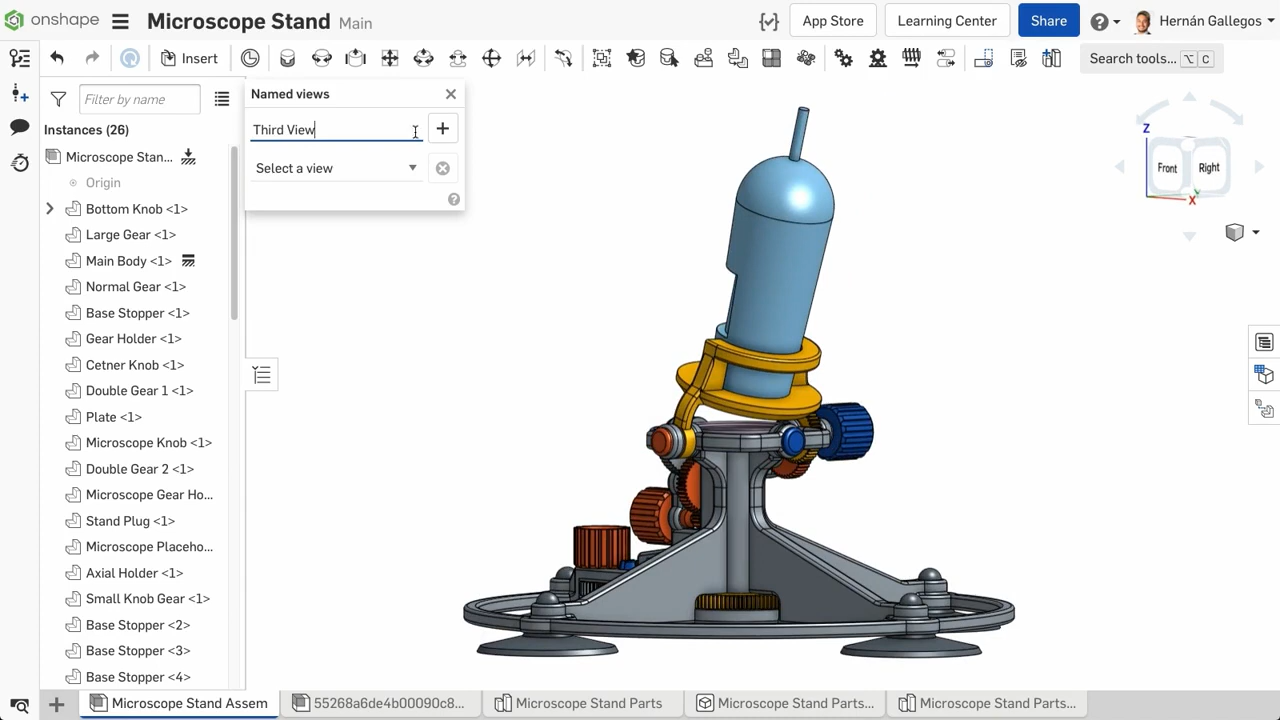 onshape
Microscope Stand Main
App Store
Learning Center
Share
Hernán Gallegos
Insert
Search tools... ⌥ C
Filter by name
Instances (26)
Microscope Stan...
Origin
Bottom Knob <1>
Large Gear <1>
Main Body <1>
Normal Gear <1>
Base Stopper <1>
Gear Holder <1>
Cetner Knob <1>
Double Gear 1 <1>
Plate <1>
Microscope Knob <1>
Double Gear 2 <1>
Microscope Gear Ho...
Stand Plug <1>
Microscope Placeho...
Axial Holder <1>
Small Knob Gear <1>
Base Stopper <2>
Base Stopper <3>
Base Stopper <4>
Named views
Third View
Select a view
Z
Front
Right
X
Microscope Stand Assem
55268a6de4b00090c8...
Microscope Stand Parts
Microscope Stand Parts...
Microscope Stand Parts...